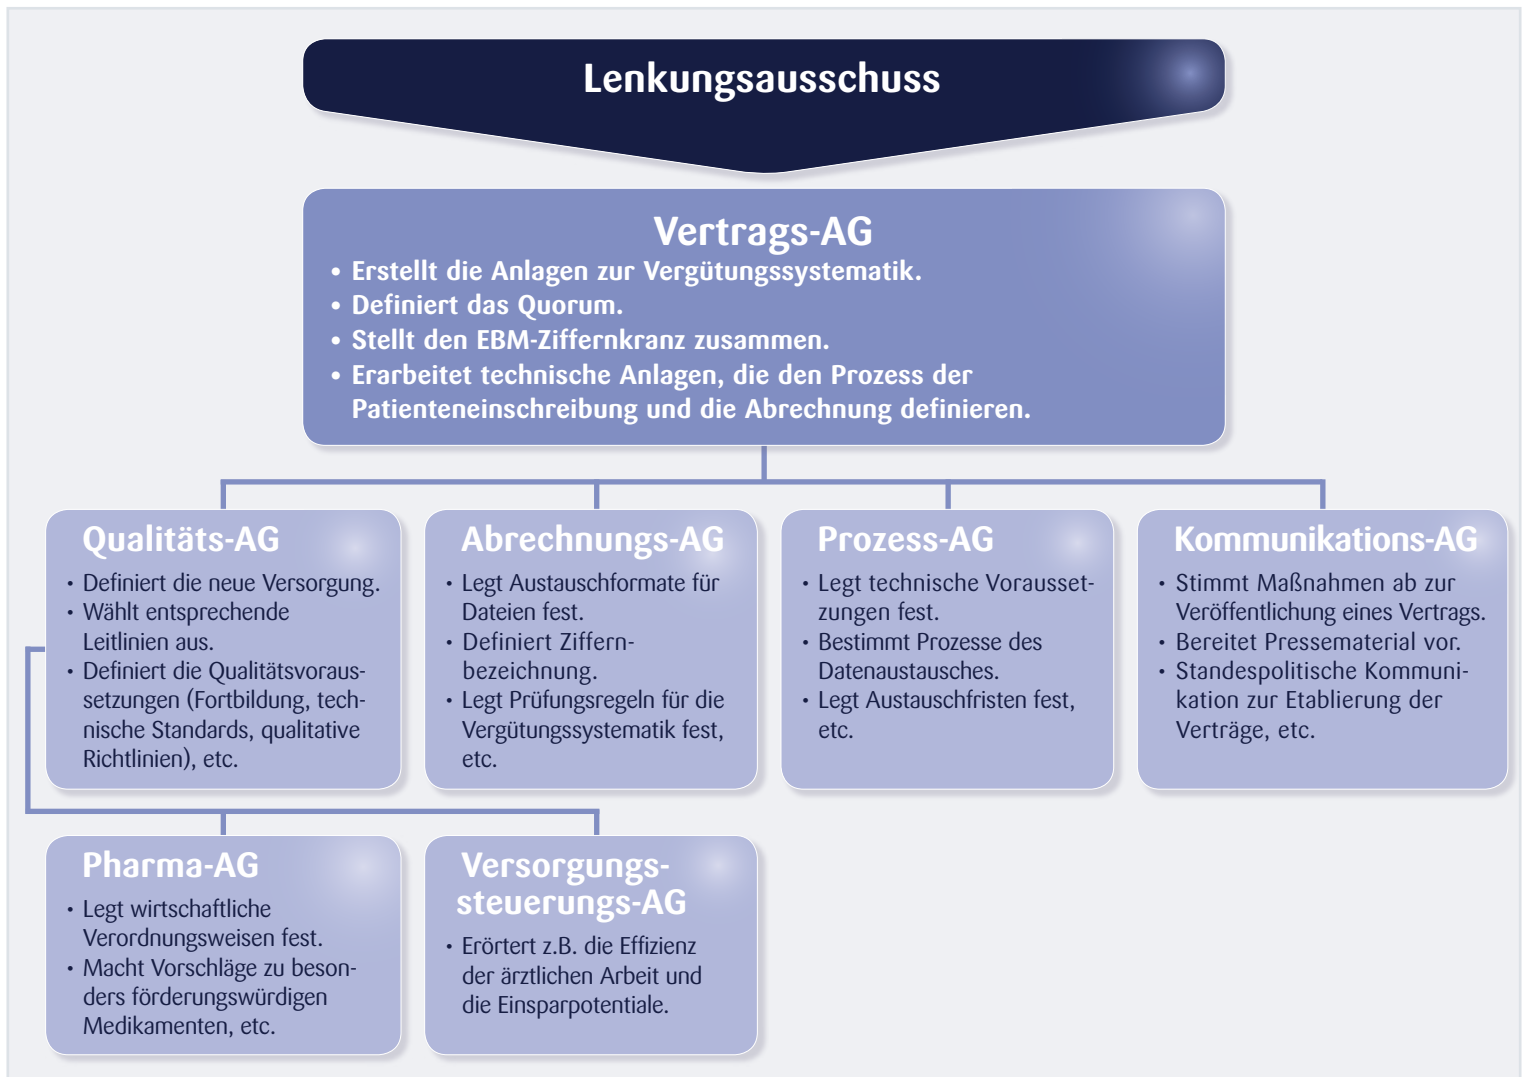 Lenkungsausschuss
Vertrags-AG
• Erstellt die Anlagen zur Vergütungssystematik.
• Definiert das Quorum.
• Stellt den EBM-Ziffernkranz zusammen.
• Erarbeitet technische Anlagen, die den Prozess der
Patienteneinschreibung und die Abrechnung definieren.
Qualitäts-AG
• Definiert die neue Versorgung.
• Wählt entsprechende
Leitlinien aus.
• Definiert die Qualitätsvoraus-
setzungen (Fortbildung, tech-
nische Standards, qualitative
Richtlinien), etc.
Abrechnungs-AG
• Legt Austauschformate für
Dateien fest.
• Definiert Ziffern-
bezeichnung.
• Legt Prüfungsregeln für die
Vergütungssystematik fest,
etc.
Prozess-AG
• Legt technische Vorausset-
zungen fest.
• Bestimmt Prozesse des
Datenaustausches.
• Legt Austauschfristen fest,
etc.
Kommunikations-AG
• Stimmt Maßnahmen ab zur
Veröffentlichung eines Vertrags.
• Bereitet Pressematerial vor.
• Standespolitische Kommuni-
kation zur Etablierung der
Verträge, etc.
Pharma-AG
• Legt wirtschaftliche
Verordnungsweisen fest.
• Macht Vorschläge zu beson-
ders förderungswürdigen
Medikamenten, etc.
Versorgungs-
steuerungs-AG
• Erörtert z.B. die Effizienz
der ärztlichen Arbeit und
die Einsparpotentiale.